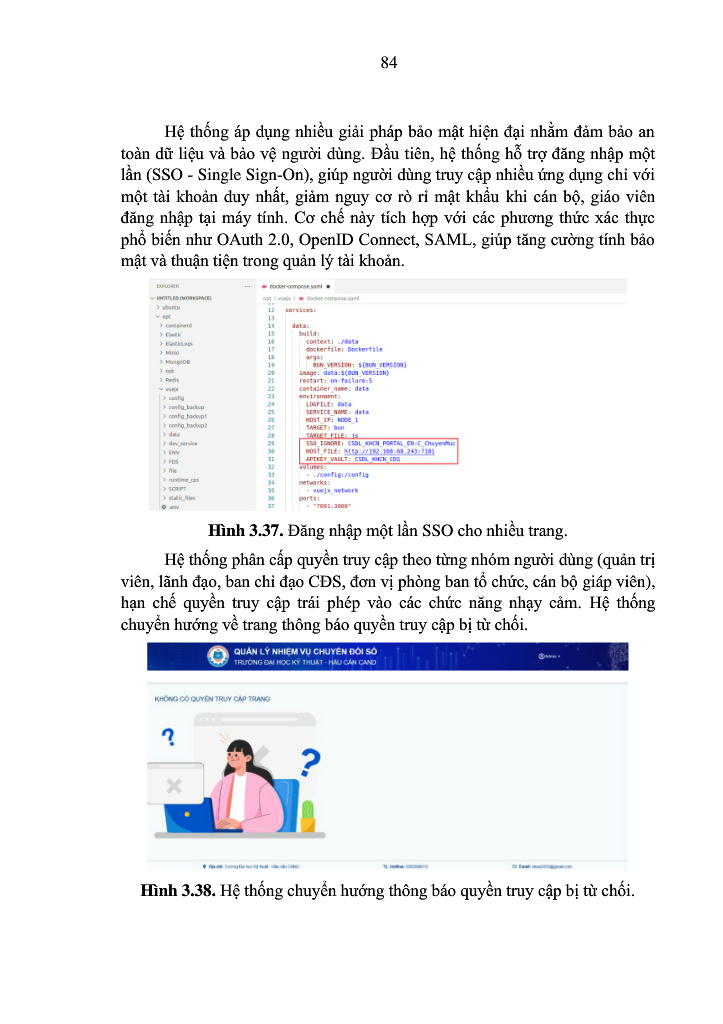 84
Hệ thống áp dụng nhiều giải pháp bảo mật hiện đại nhằm đảm bảo an
toàn dữ liệu và bảo vệ người dùng. Đầu tiên, hệ thống hỗ trợ đăng nhập một
lần (SSO - Single Sign-On), giúp người dùng truy cập nhiều ứng dụng chỉ với
một tài khoản duy nhất, giảm nguy cơ rò rỉ mật khẩu khi cán bộ, giáo viên
đăng nhập tại máy tính. Cơ chế này tích hợp với các phương thức xác thực
phổ biến như OAuth 2.0, OpenID Connect, SAML, giúp tăng cường tính bảo
mật và thuận tiện trong quản lý tài khoản.
EXPLORER
UNTITLED (WORKSPACE)
ubuntu
opt
containerd
Elastic
ElasticLogs
Minio
MongoDB
opt
Redis
vuejx
config
config_backup
config_backup1
config_backup2
data
dev_service
ENV
FDS
file
runtime_cps
SCRIPT
static_files
.env
docker-compose.yaml
opt > vuejx > docker-compose.yaml
12 services:
13
14 data:
15 build:
16 context: ./data
17 dockerfile: Dockerfile
18 args:
19 BUN_VERSION: ${BUN_VERSION}
20 image: data:${BUN_VERSION}
21 restart: on-failure:5
22 container_name: data
23 environment:
24 LOGFILE: data
25 SERVICE_NAME: data
26 HOST_IP: NODE_1
27 TARGET: bun
28 TARGET_FILE: js
29 SSO_IGNORE: CSDL_KHCN_PORTAL_EN:C_ChuyenMuc
30 HOST_FILE: http://192.168.68.243:7101
31 APIKEY_VAULT: CSDL_KHCN_CDS
32 volumes:
33 - ./config:/config
34 networks:
35 - vuejx_network
36 ports:
37 - "7001:3000"
Hình 3.37. Đăng nhập một lần SSO cho nhiều trang.
Hệ thống phân cấp quyền truy cập theo từng nhóm người dùng (quản trị
viên, lãnh đạo, ban chỉ đạo CĐS, đơn vị phòng ban tổ chức, cán bộ giáp viên),
hạn chế quyền truy cập trái phép vào các chức năng nhạy cảm. Hệ thống
chuyển hướng về trang thông báo quyền truy cập bị từ chối.
QUẢN LÝ NHIỆM VỤ CHUYỂN ĐỔI SỐ
TRƯỜNG ĐẠI HỌC KỸ THUẬT - HẬU CẦN CAND
Admin
KHÔNG CÓ QUYỀN TRUY CẬP TRANG
Địa chỉ: Trường Đại học Kỹ thuật - Hậu cần CAND
Hotline:
Email:
Hình 3.38. Hệ thống chuyển hướng thông báo quyền truy cập bị từ chối.